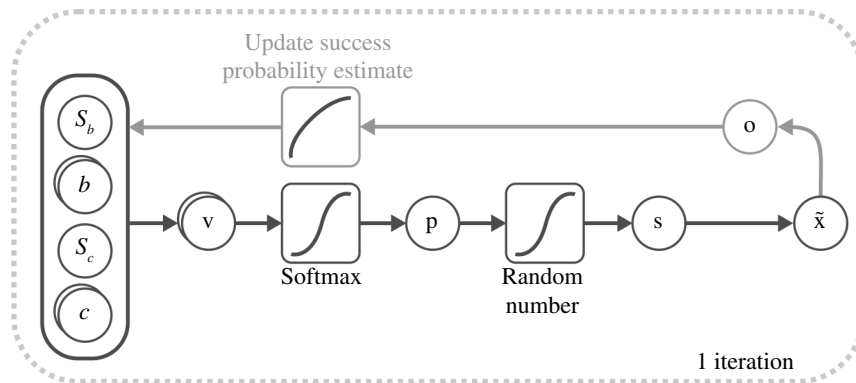 Update success
probability estimate
S_b
o
b
v
p
s
x̃
S_c
Softmax
Random
number
c
1 iteration